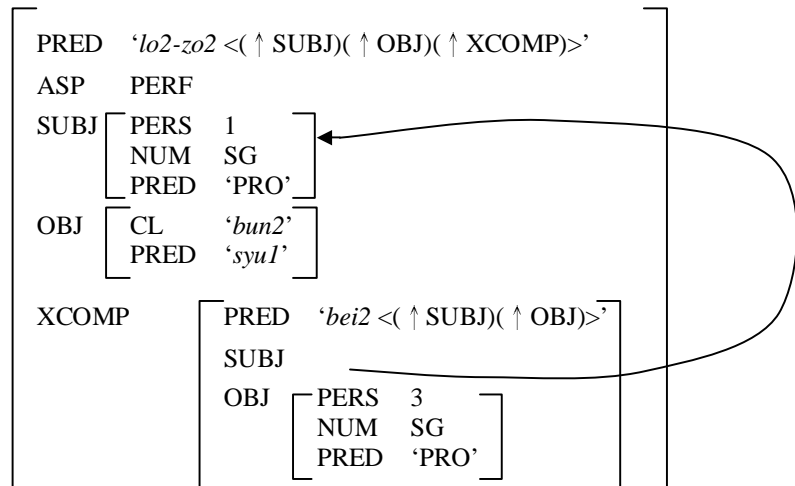 PRED ‘lo2-zo2 <(↑ SUBJ)(↑ OBJ)(↑ XCOMP)>’
ASP PERF
SUBJ PERS 1
NUM SG
PRED ‘PRO’
OBJ CL ‘bun2’
PRED ‘syu1’
XCOMP PRED ‘bei2 <(↑ SUBJ)(↑ OBJ)>’
SUBJ
OBJ PERS 3
NUM SG
PRED ‘PRO’